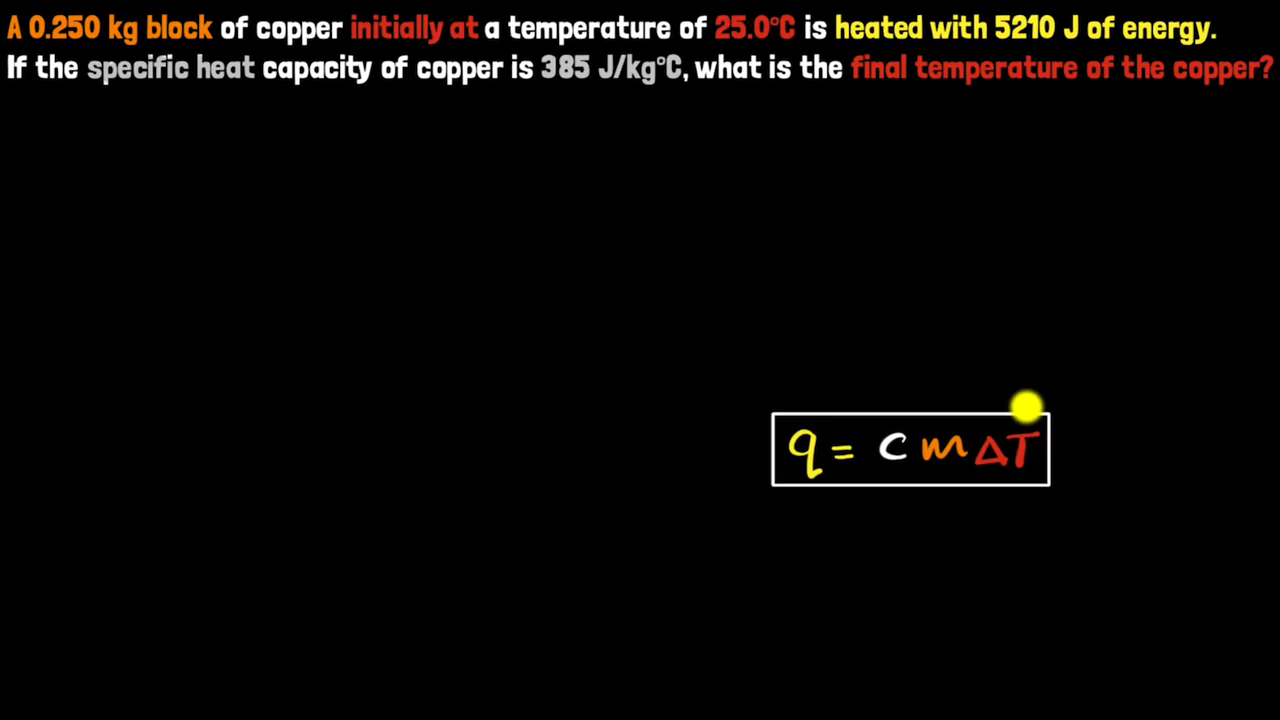 A 0.250 kg block of copper initially at a temperature of 25.0°C is heated with 5210 J of energy.
If the specific heat capacity of copper is 385 J/kg°C, what is the final temperature of the copper?
q = c m ΔT